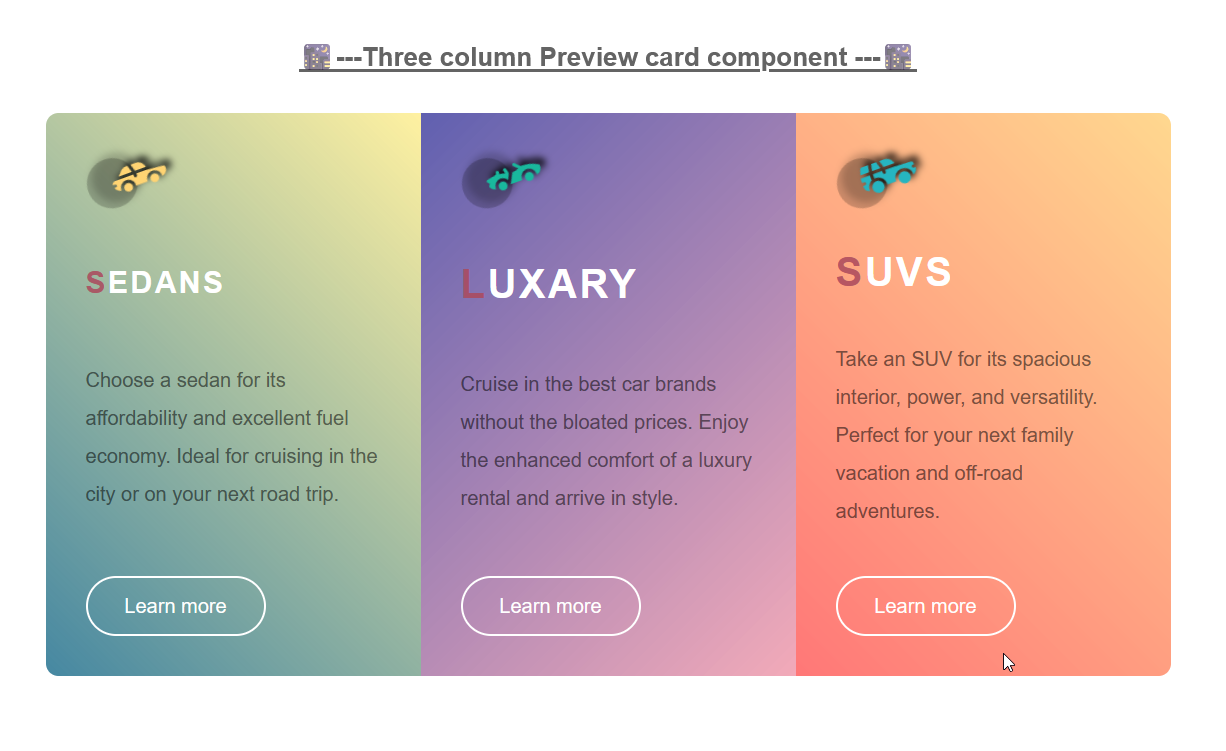 ---Three column Preview card component ---
SEDANS
Choose a sedan for its
affordability and excellent fuel
economy. Ideal for cruising in the
city or on your next road trip.
Learn more
LUXARY
Cruise in the best car brands
without the bloated prices. Enjoy
the enhanced comfort of a luxury
rental and arrive in style.
Learn more
SUVS
Take an SUV for its spacious
interior, power, and versatility.
Perfect for your next family
vacation and off-road
adventures.
Learn more